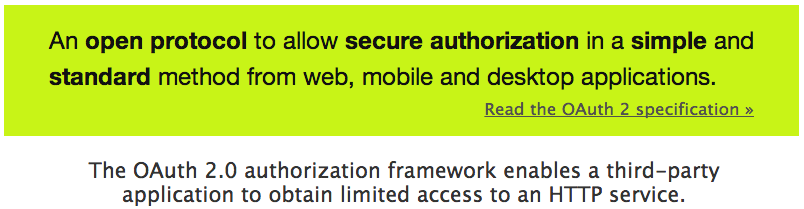 An open protocol to allow secure authorization in a simple and
standard method from web, mobile and desktop applications.
Read the OAuth 2 specification »
The OAuth 2.0 authorization framework enables a third-party
application to obtain limited access to an HTTP service.